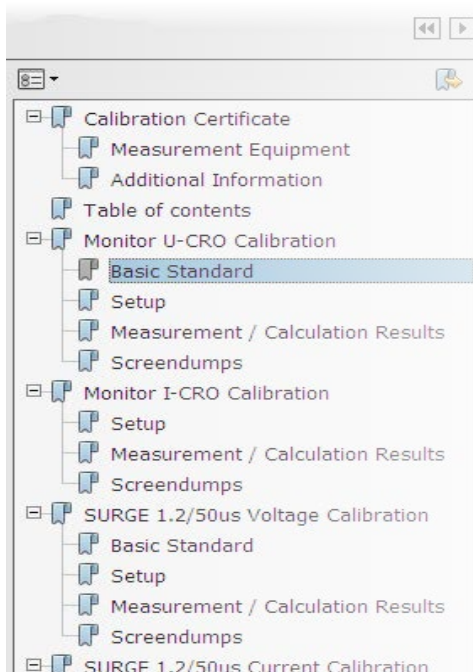 Calibration Certificate
Measurement Equipment
Additional Information
Table of contents
Monitor U-CRO Calibration
Basic Standard
Setup
Measurement / Calculation Results
Screendumps
Monitor I-CRO Calibration
Setup
Measurement / Calculation Results
Screendumps
SURGE 1.2/50us Voltage Calibration
Basic Standard
Setup
Measurement / Calculation Results
Screendumps
SURGE 1.2/50us Current Calibration